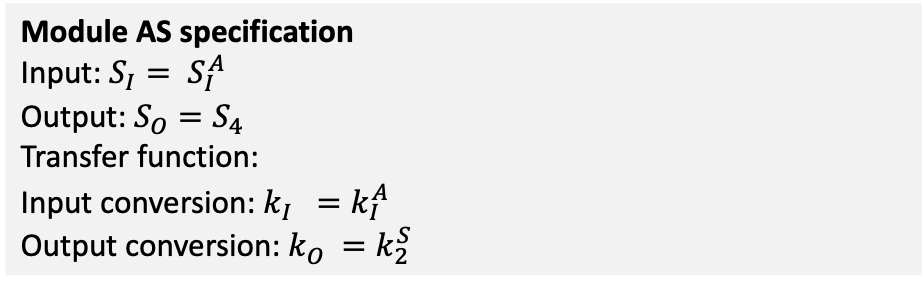 Module AS specification
Input: $S_I = S_I^A$
Output: $S_O = S_4$
Transfer function:
Input conversion: $k_I = k_I^A$
Output conversion: $k_O = k_2^S$